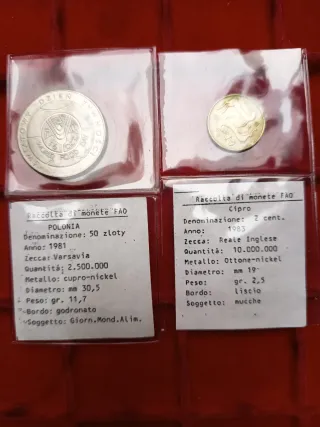 Raccolta di monete FAO
POLONIA
Denominazione: 50 zloty
Anno: 1981
Zecca: Varsavia
Quantità: 2.500.000
Metallo: cupro-nickel
Diametro: mm 30,5
Peso: gr. 11,7
Bordo: godronato
Soggetto: Giorn.Mond.Alim.
Raccolta di monete FAO
Cipro
Denominazione: 2 cent.
Anno: 1983
Zecca: Reale Inglese
Quantità: 10.000.000
Metallo: Ottone-nickel
Diametro: mm 19
Peso: gr. 2,5
Bordo: liscio
Soggetto: mucche